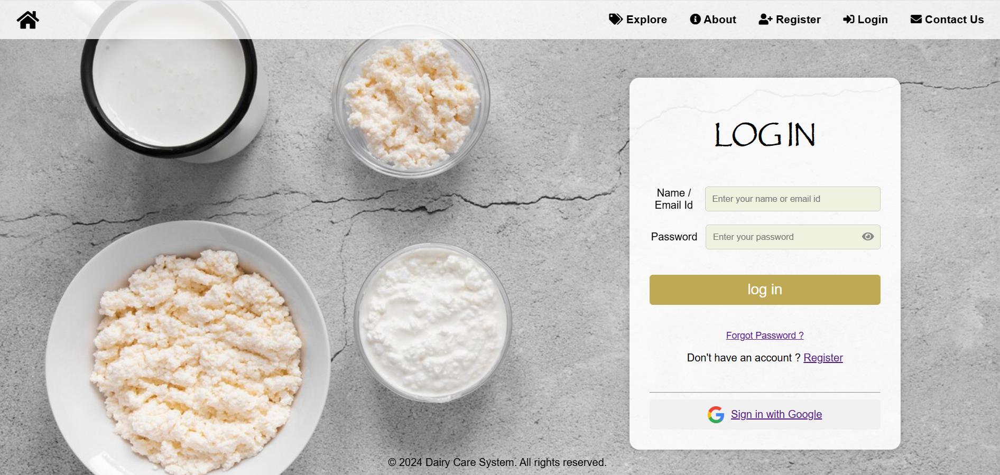 Explore
About
Register
Login
Contact Us
LOG IN
Name /
Email Id
Enter your name or email id
Password
Enter your password
log in
Forgot Password ?
Don't have an account ? Register
Sign in with Google
© 2024 Dairy Care System. All rights reserved.